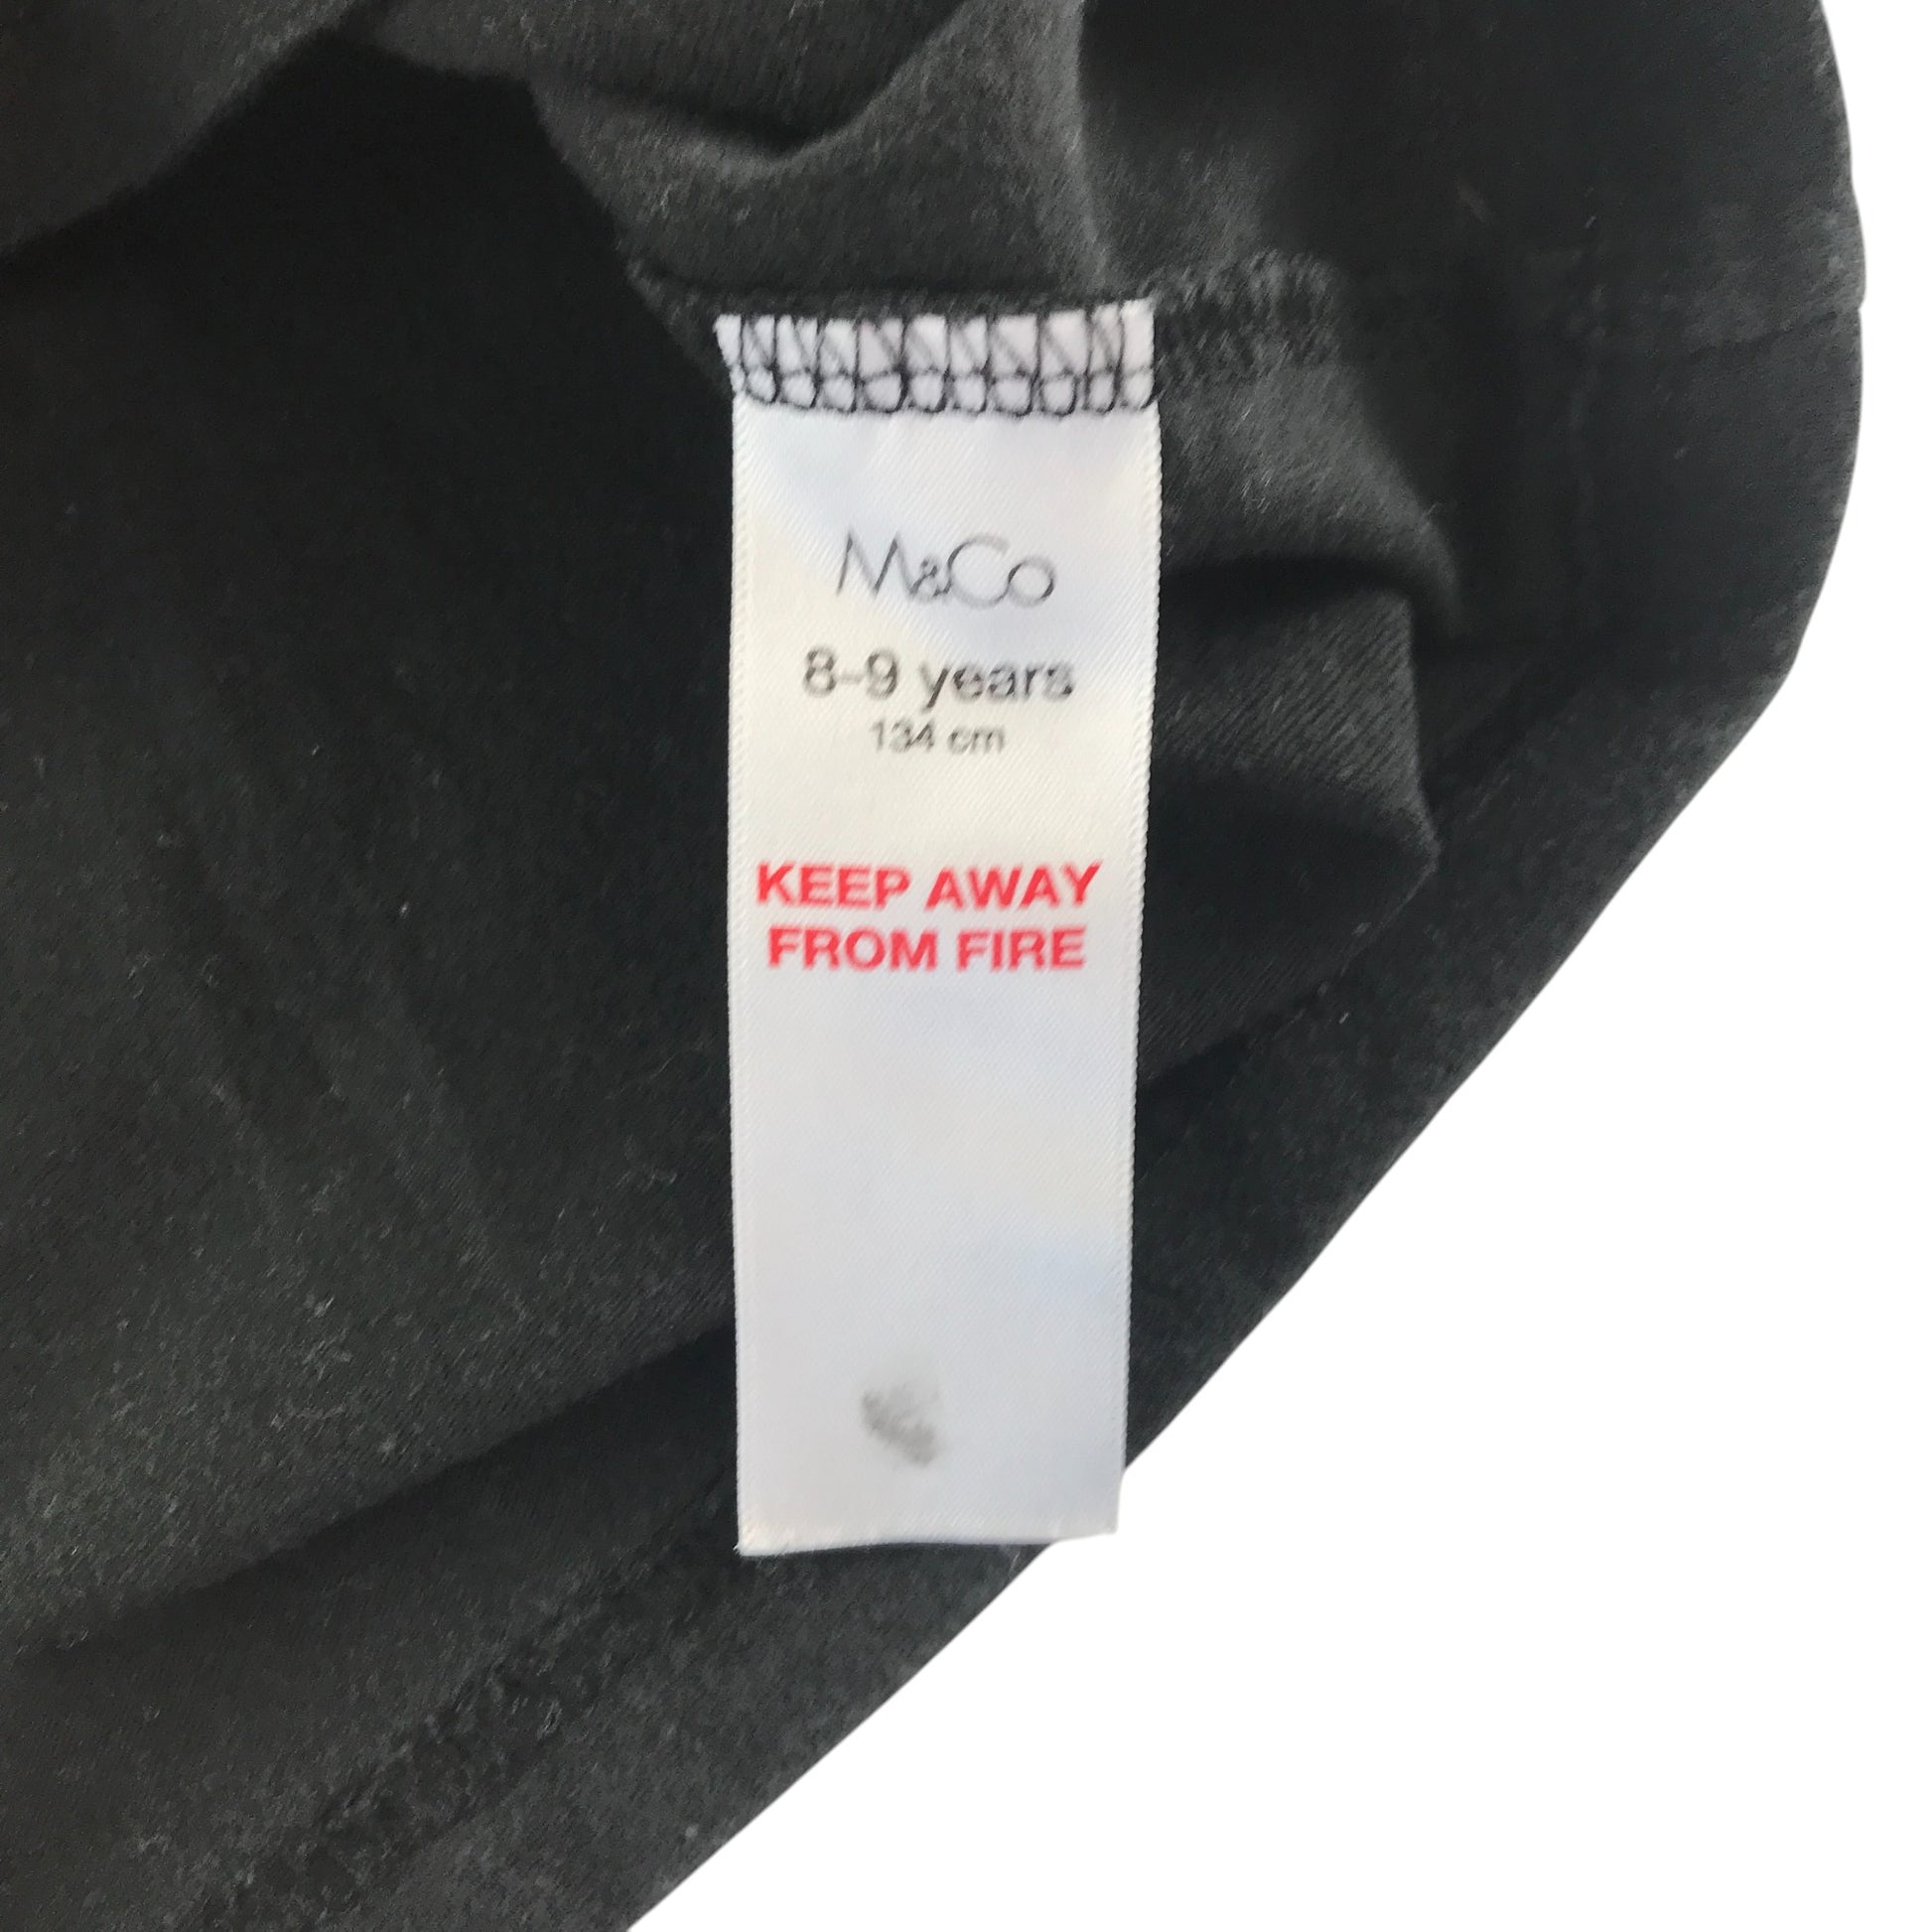 M&Co
8-9 years
134 cm
KEEP AWAY
FROM FIRE